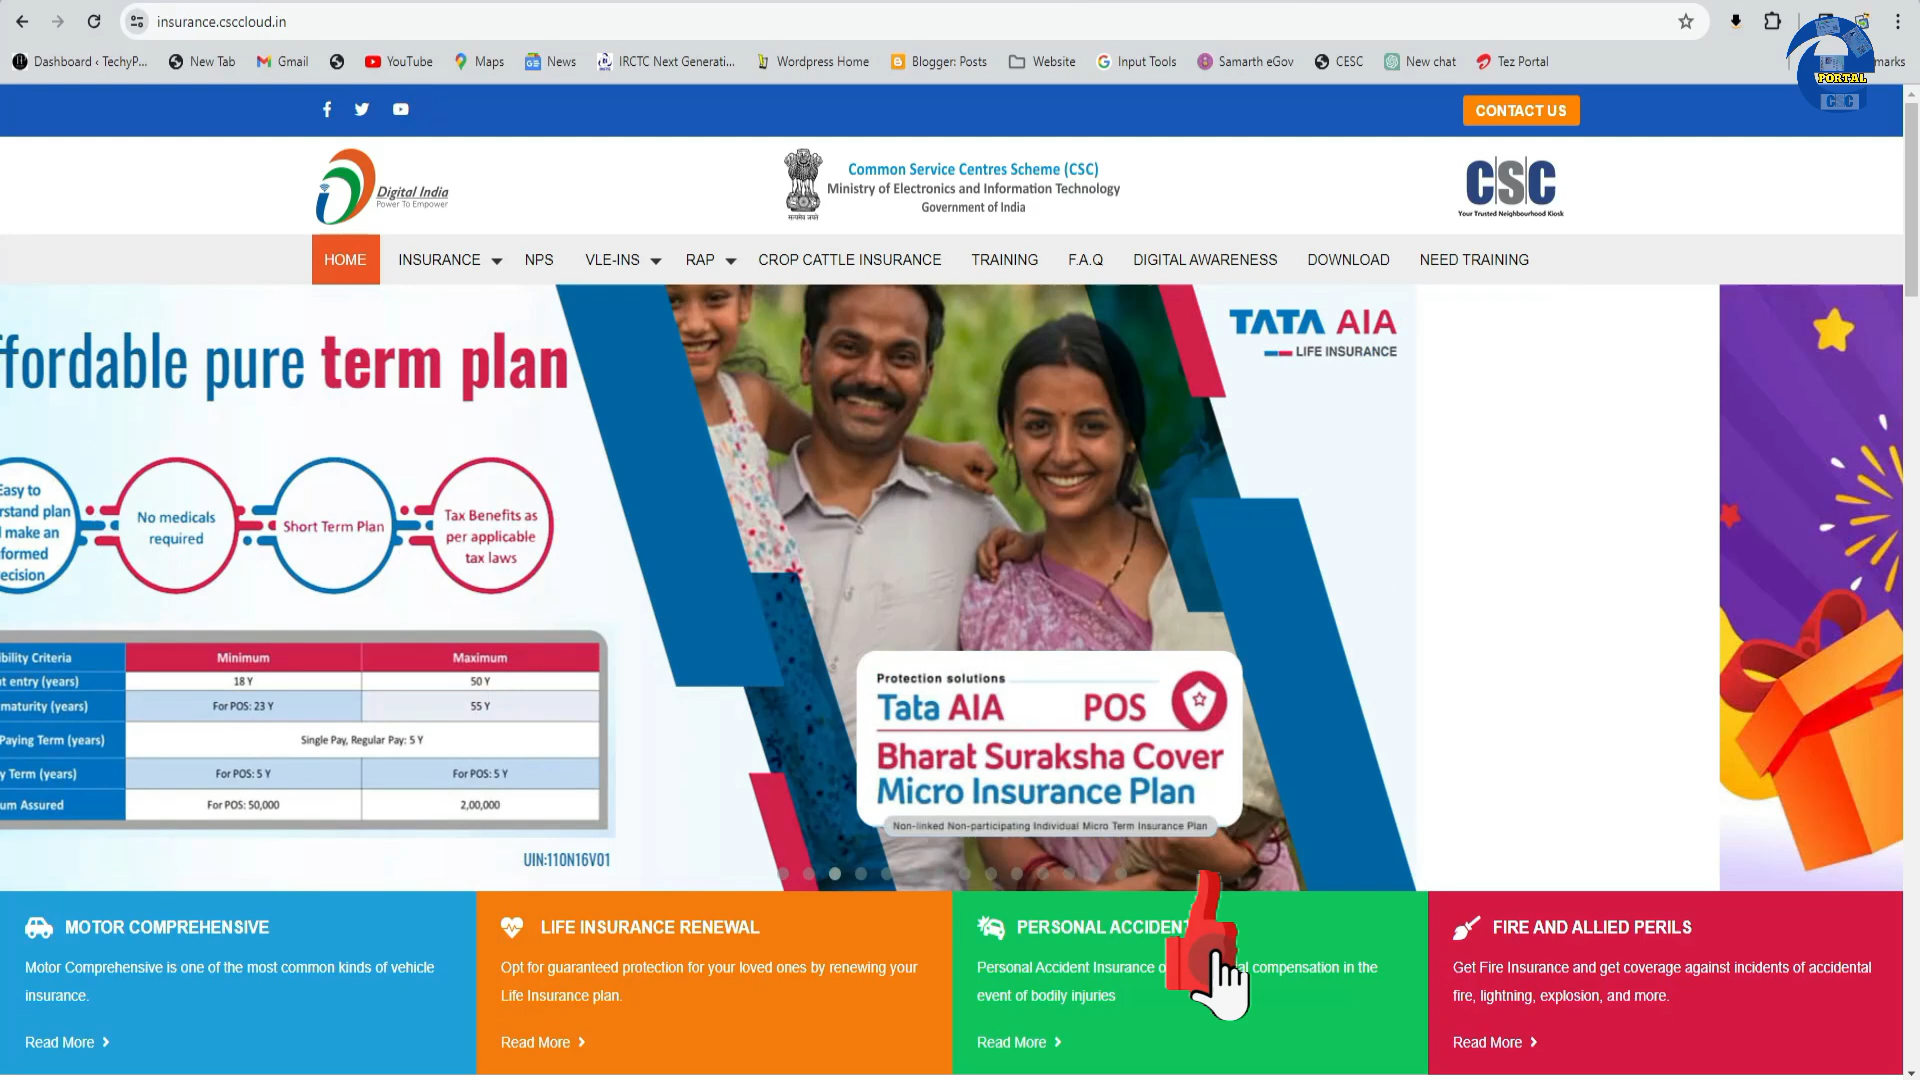 insurance.csccloud.in
Dashboard ‹ TechyP...
New Tab
Gmail
YouTube
Maps
News
IRCTC Next Generati...
Wordpress Home
Blogger: Posts
Website
Input Tools
Samarth eGov
CESC
New chat
Tez Portal
PORTAL
CSC
CONTACT US
Digital India
Power To Empower
Common Service Centres Scheme (CSC)
Ministry of Electronics and Information Technology
Government of India
सत्यमेव जयते
CSC
Your Trusted Neighbourhood Kiosk
HOME
INSURANCE
NPS
VLE-INS
RAP
CROP CATTLE INSURANCE
TRAINING
F.A.Q
DIGITAL AWARENESS
DOWNLOAD
NEED TRAINING
ffordable pure term plan
TATA AIA
LIFE INSURANCE
Easy to
rstand plan
make an
formed
ecision
No medicals
required
Short Term Plan
Tax Benefits as
per applicable
tax laws
bility Criteria Minimum Maximum
t entry (years) 18 Y 50 Y
maturity (years) For POS: 23 Y 55 Y
Paying Term (years) Single Pay, Regular Pay: 5 Y
y Term (years) For POS: 5 Y For POS: 5 Y
um Assured For POS: 50,000 2,00,000
UIN:110N16V01
Protection solutions
Tata AIA POS
Bharat Suraksha Cover
Micro Insurance Plan
Non-linked Non-participating Individual Micro Term Insurance Plan
MOTOR COMPREHENSIVE
Motor Comprehensive is one of the most common kinds of vehicle
insurance.
Read More
LIFE INSURANCE RENEWAL
Opt for guaranteed protection for your loved ones by renewing your
Life Insurance plan.
Read More
PERSONAL ACCIDENT
Personal Accident Insurance compensation in the
event of bodily injuries
Read More
FIRE AND ALLIED PERILS
Get Fire Insurance and get coverage against incidents of accidental
fire, lightning, explosion, and more.
Read More